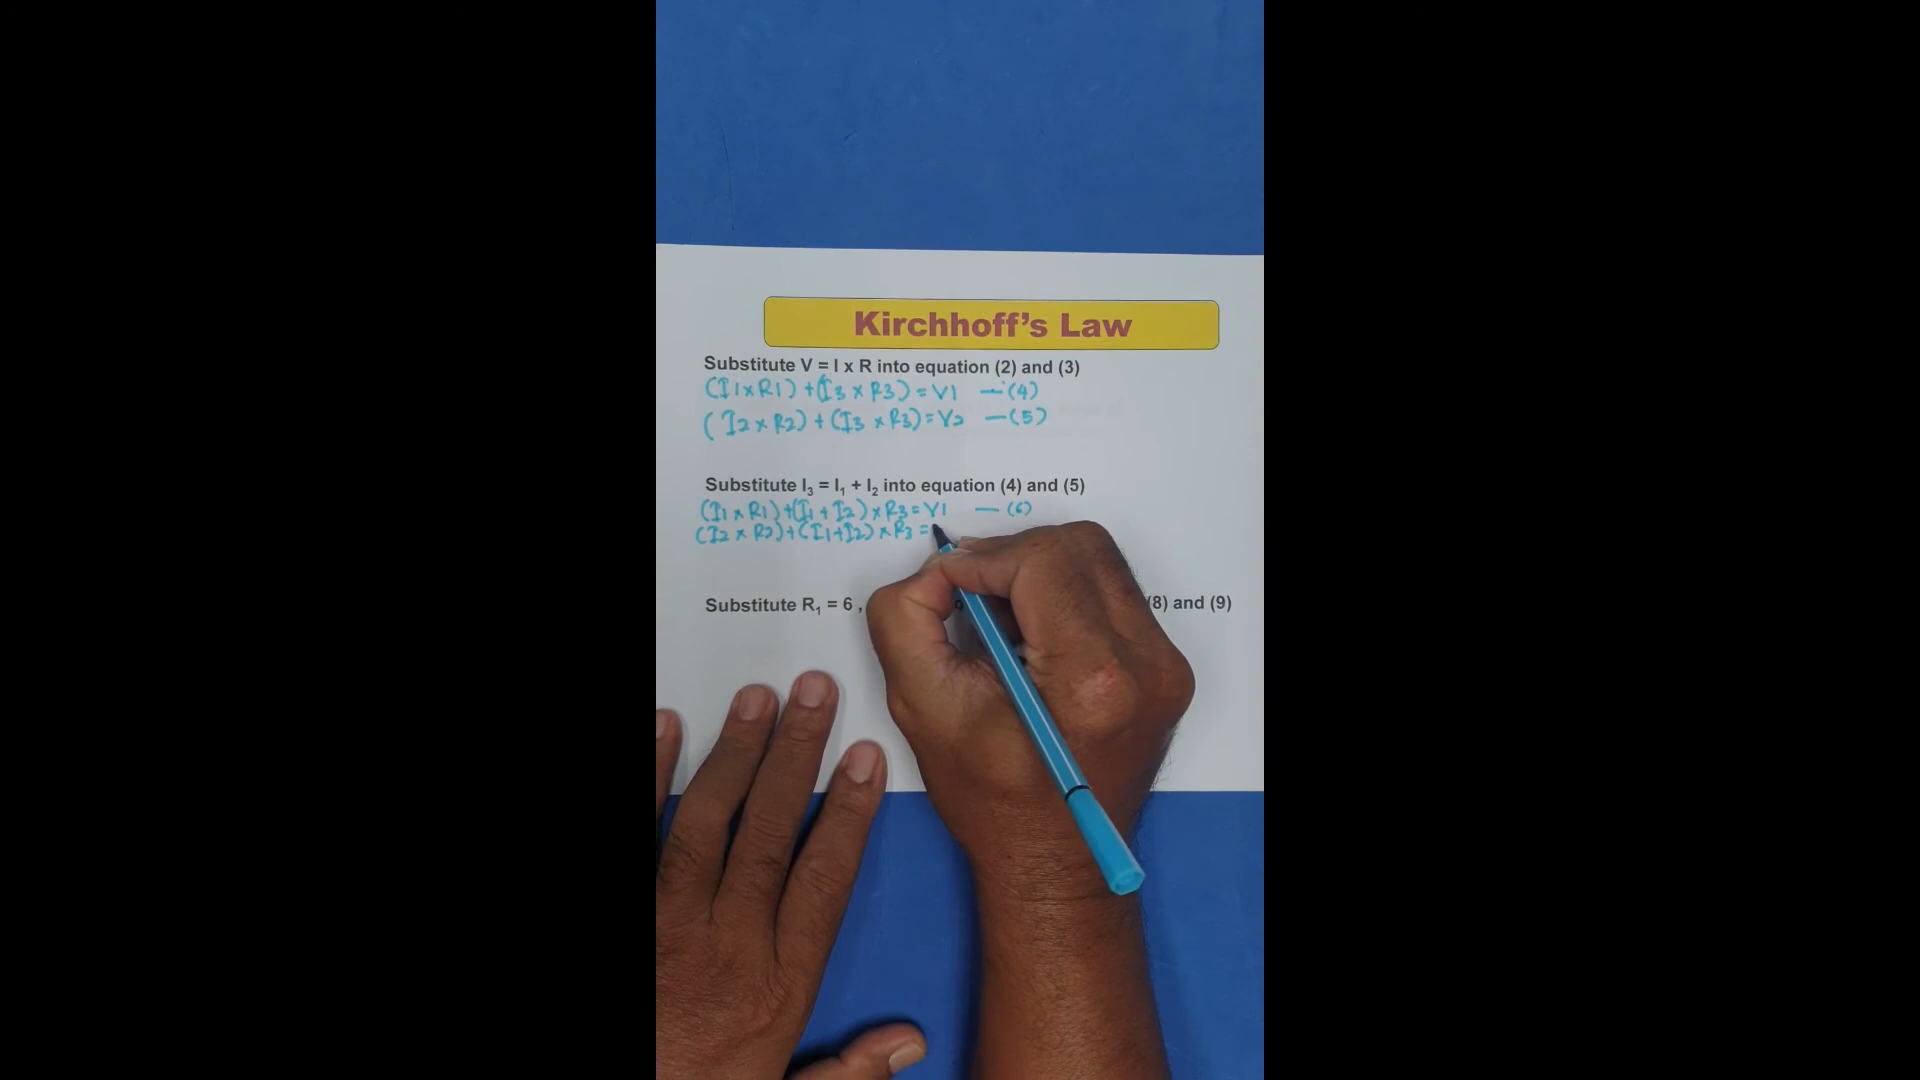 Kirchhoff's Law
Substitute V = I x R into equation (2) and (3)
(I1×R1) + (I3 × R3) = V1 — (4)
(I2 × R2) + (I3 × R3) = V2 — (5)
Substitute I₃ = I₁ + I₂ into equation (4) and (5)
(I1 × R1) + (I1 + I2) × R3 = V1 — (6)
(I2 × R2) + (I1+I2) × R3 =
Substitute R₁ = 6 , (8) and (9)